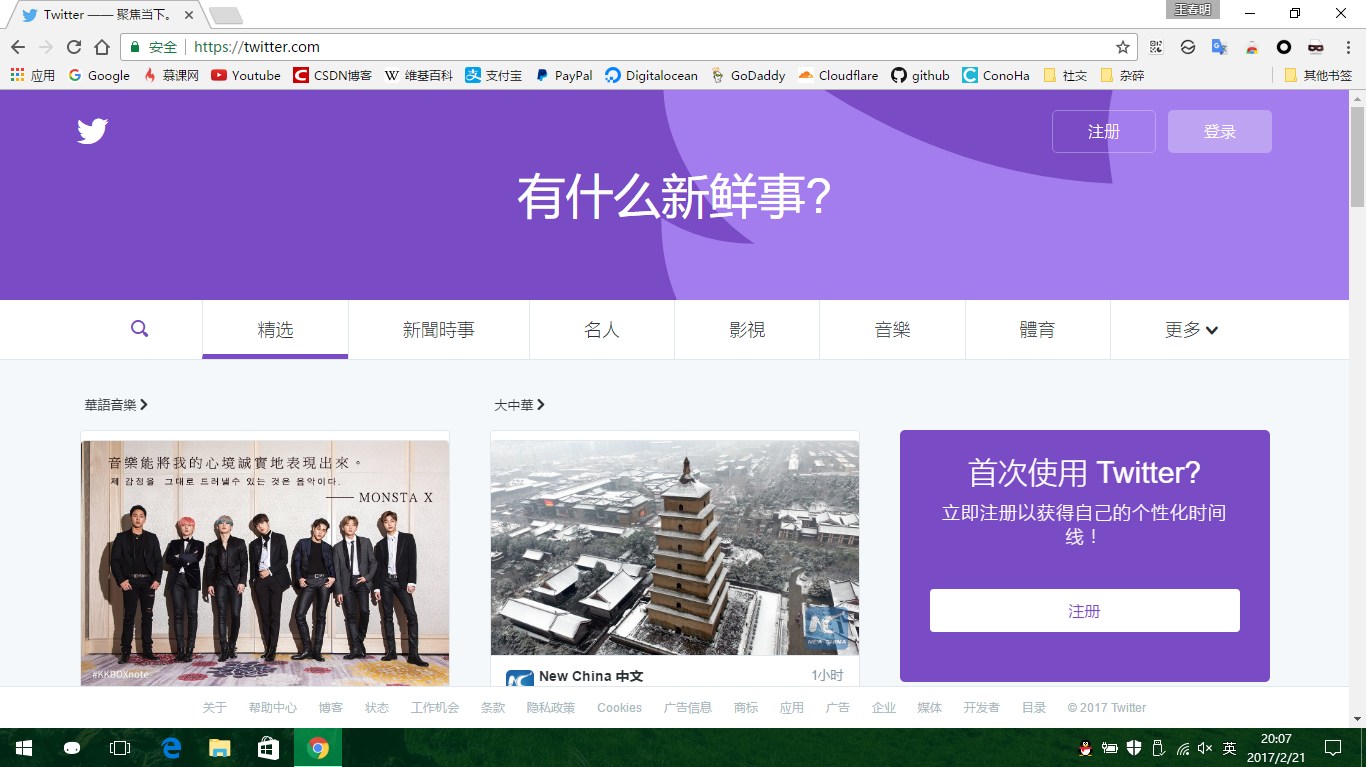 Twitter —— 聚焦当下。
王春明
安全
https://twitter.com
应用
Google
慕课网
Youtube
CSDN博客
维基百科
支付宝
PayPal
Digitalocean
GoDaddy
Cloudflare
github
ConoHa
社交
杂碎
其他书签
注册
登录
有什么新鲜事?
精选
新聞時事
名人
影視
音樂
體育
更多
華語音樂
大中華
音樂能將我的心境誠實地表現出來。
제 감정을 그대로 드러낼수 있는 것은 음악이다.
—— MONSTA X
#KKBOXnote
NEW CHINA
New China 中文
1小时
首次使用 Twitter?
立即注册以获得自己的个性化时间
线！
注册
关于
帮助中心
博客
状态
工作机会
条款
隐私政策
Cookies
广告信息
商标
应用
广告
企业
媒体
开发者
目录
© 2017 Twitter
英
20:07
2017/2/21